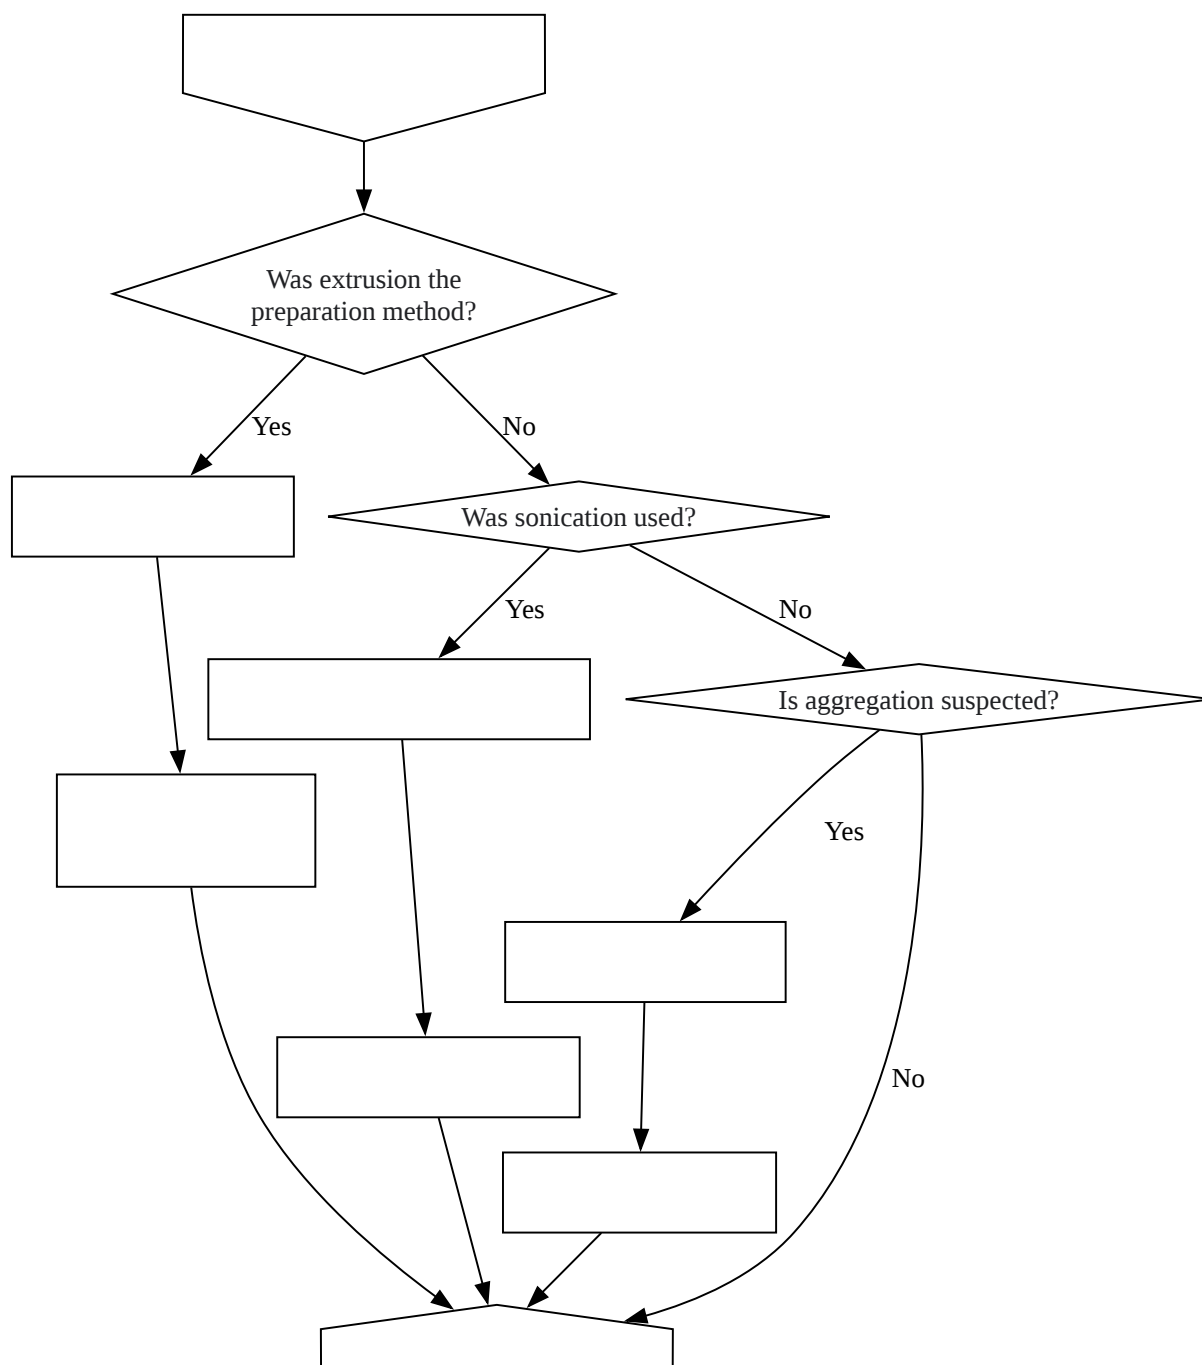 Was extrusion the
preparation method?
Yes
No
Was sonication used?
Yes
No
Is aggregation suspected?
Yes
No